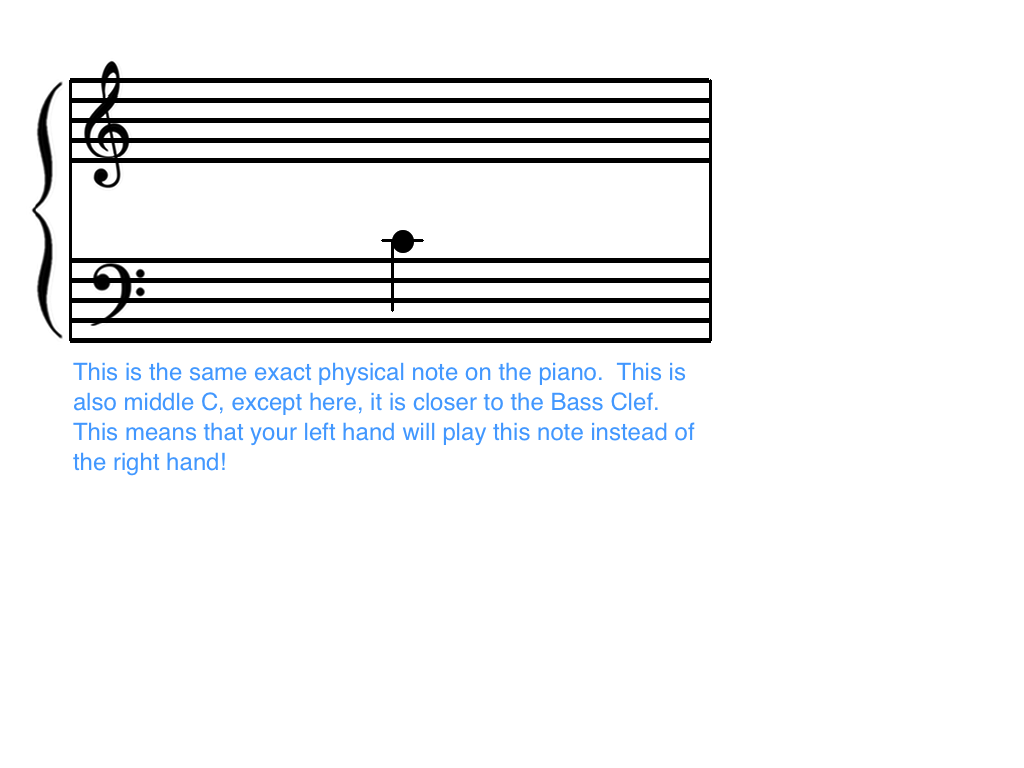 This is the same exact physical note on the piano.  This is
also middle C, except here, it is closer to the Bass Clef.
This means that your left hand will play this note instead of
the right hand!